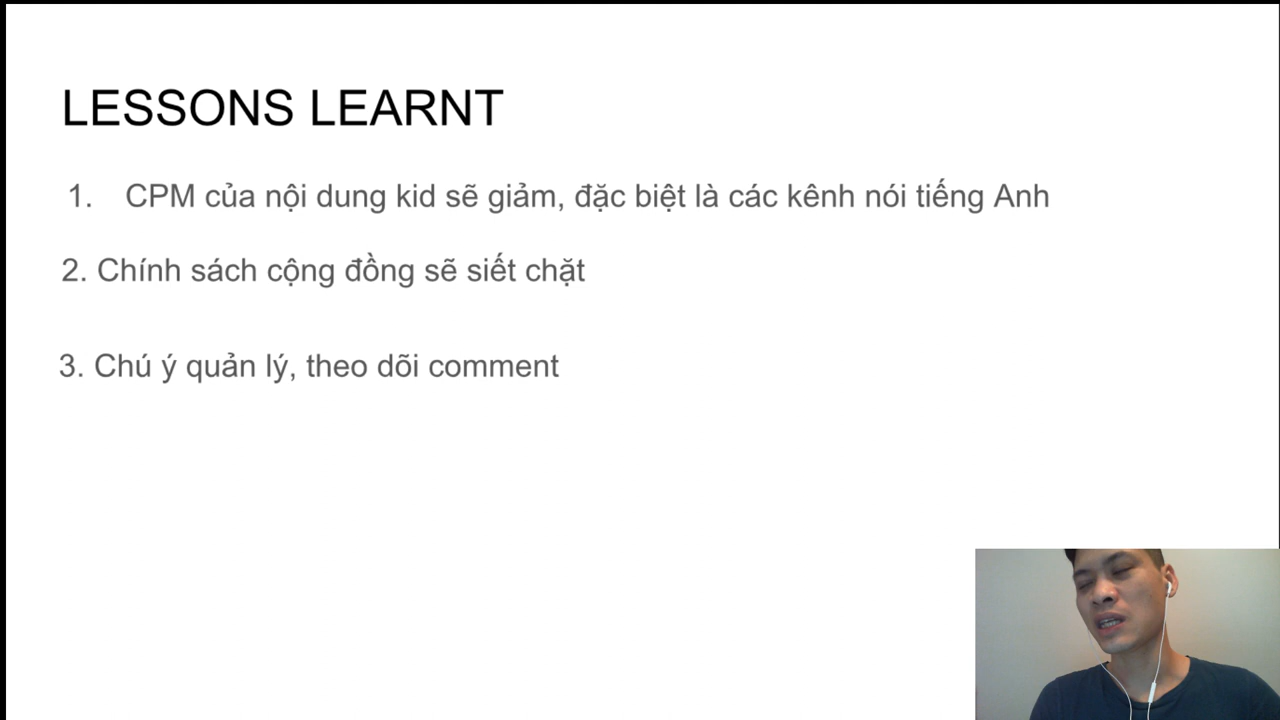 LESSONS LEARNT
1. CPM của nội dung kid sẽ giảm, đặc biệt là các kênh nói tiếng Anh
2. Chính sách cộng đồng sẽ siết chặt
3. Chú ý quản lý, theo dõi comment